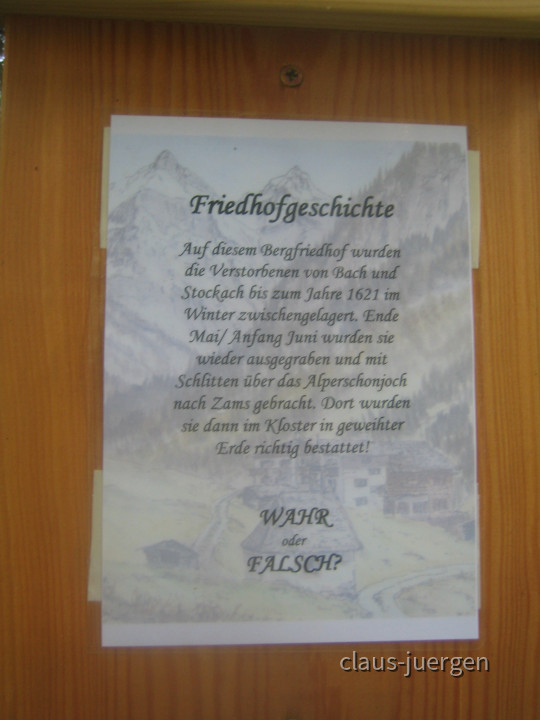 Friedhofgeschichte
Auf diesem Bergfriedhof wurden
die Verstorbenen von Bach und
Stockach bis zum Jahre 1621 im
Winter zwischengelagert. Ende
Mai/ Anfang Juni wurden sie
wieder ausgegraben und mit
Schlitten über das Alperschonjoch
nach Zams gebracht. Dort wurden
sie dann im Kloster in geweihter
Erde richtig bestattet!
WAHR
oder
FALSCH?
claus-juergen